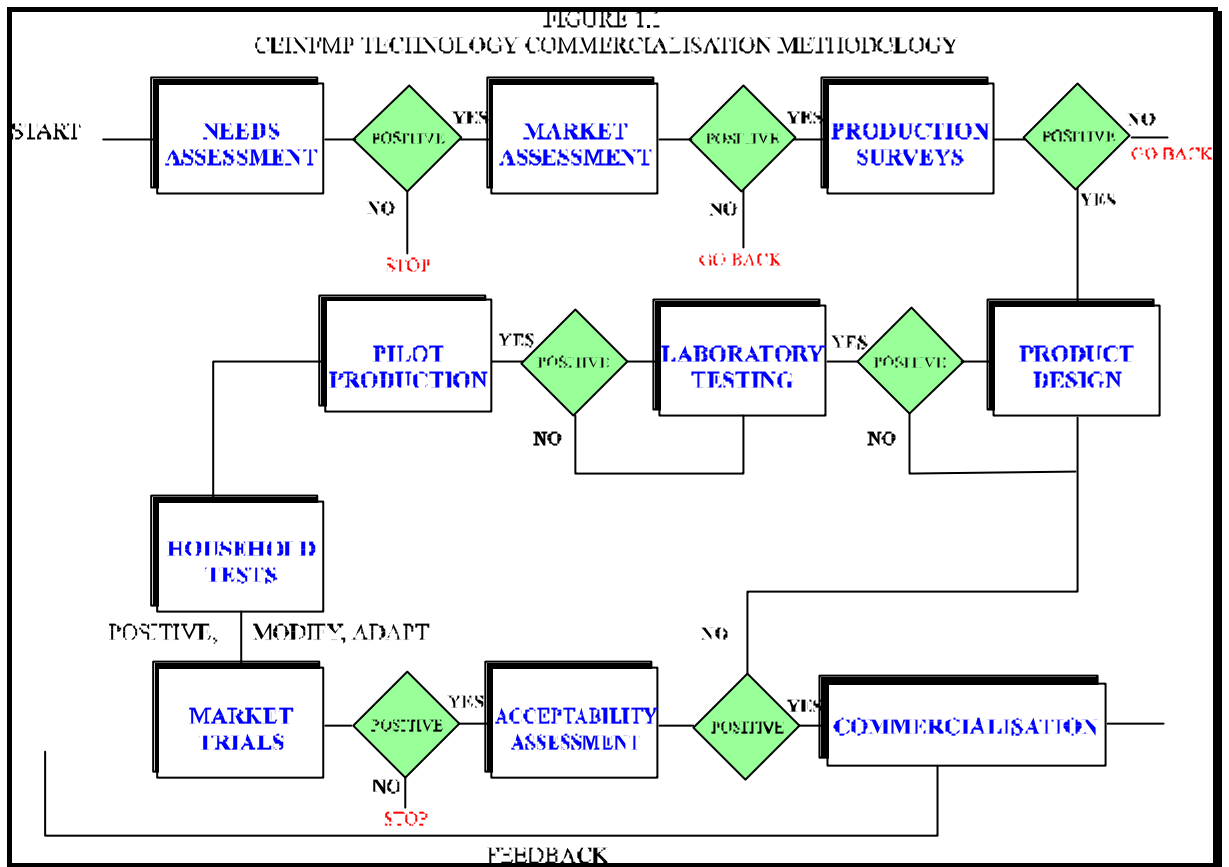 FIGURE 1.1
CEINFMP TECHNOLOGY COMMERCIALISATION METHODOLOGY
START
NEEDS
ASSESSMENT
POSITIVE
YES
NO
STOP
MARKET
ASSESSMENT
POSITIVE
YES
NO
GO BACK
PRODUCTION
SURVEYS
POSITIVE
NO
GO BACK
YES
PRODUCT
DESIGN
POSITIVE
YES
NO
LABORATORY
TESTING
POSITIVE
YES
NO
PILOT
PRODUCTION
HOUSEHOLD
TESTS
POSITIVE, MODIFY, ADAPT
MARKET
TRIALS
POSITIVE
YES
NO
STOP
ACCEPTABILITY
ASSESSMENT
POSITIVE
NO
YES
COMMERCIALISATION
FEEDBACK